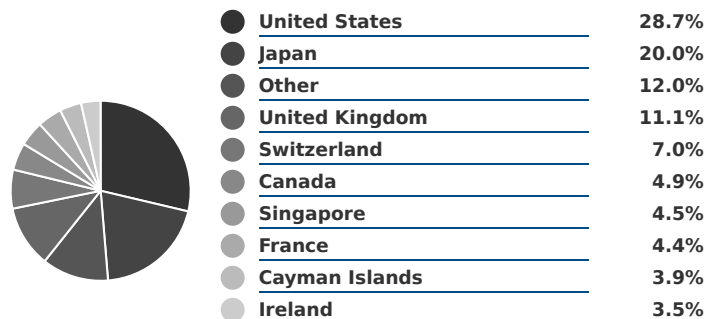 United States 28.7%
Japan 20.0%
Other 12.0%
United Kingdom 11.1%
Switzerland 7.0%
Canada 4.9%
Singapore 4.5%
France 4.4%
Cayman Islands 3.9%
Ireland 3.5%